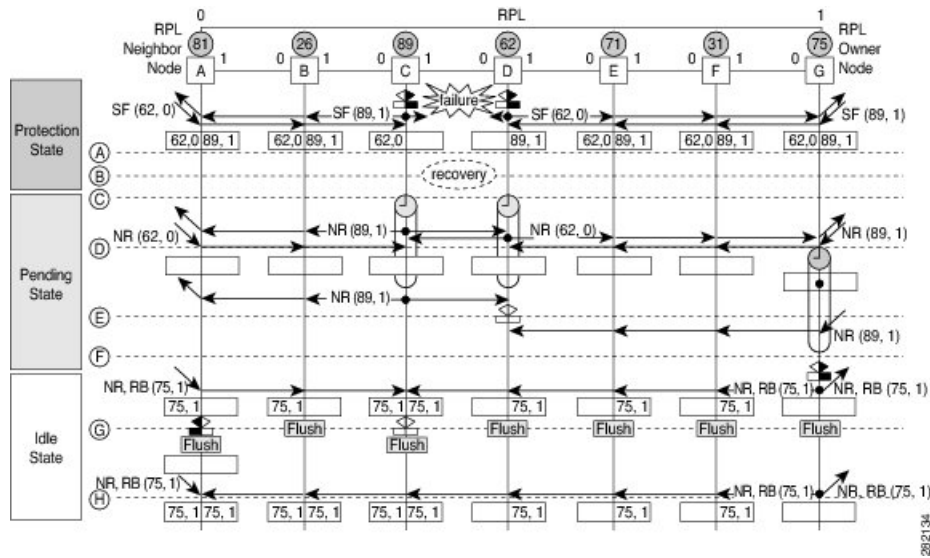 0 RPL 1
RPL Neighbor Node
81 26 89 62 71 31 75
RPL Owner Node
0 1 0 1 0 1 0 1 0 1 0
A B C D E F G
failure
SF (62, 0) SF (89, 1) SF (62, 0) SF (89, 1)
Protection State
62,0 89, 1 62,0 89, 1 62,0 89, 1 62,0 89, 1 62,0 89, 1 62,0 89, 1
A
B
recovery
C
NR (89, 1) NR (62, 0)
NR (62, 0) NR (89, 1)
D
Pending State
NR (89, 1)
E
NR (89, 1)
F
NR, RB (75, 1) NR, RB (75, 1) NR, RB (75, 1)
75, 1 75, 1 75, 1 75, 1 75, 1 75, 1 75, 1
G
Flush Flush Flush Flush Flush Flush Flush
Idle State
NR, RB (75, 1) NR, RB (75, 1) NR, RB (75, 1)
H
75, 1 75, 1 75, 1 75, 1 75, 1 75, 1 75, 1 75, 1 75, 1
282134